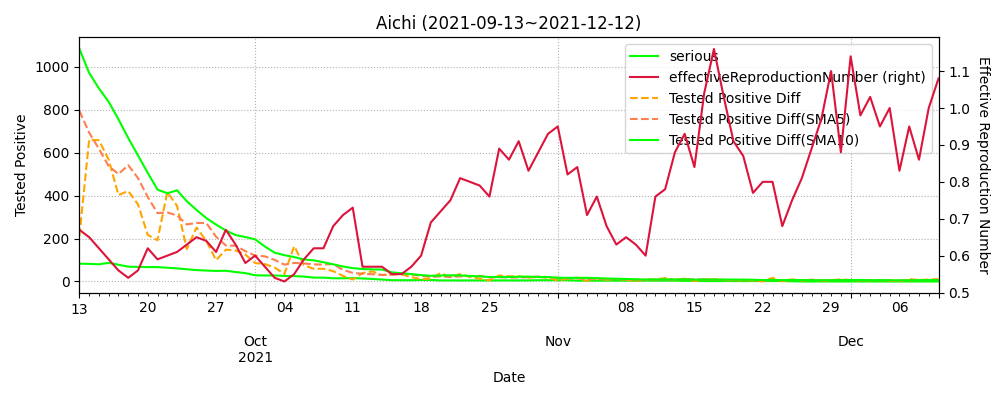 Aichi (2021-09-13~2021-12-12)
Tested Positive
1000
800
600
400
200
0
serious
effectiveReproductionNumber (right)
Tested Positive Diff
Tested Positive Diff(SMA5)
Tested Positive Diff(SMA10)
1.1
1.0
0.9
0.8
0.7
0.6
0.5
Effective Reproduction Number
13 20 27 04 11 18 25 08 15 22 29 06
Oct Nov Dec
2021
Date